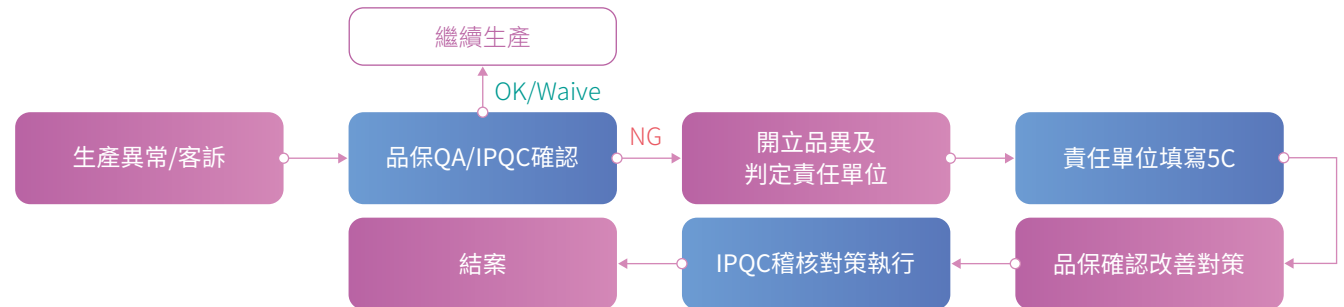 繼續生產
OK/Waive
生產異常/客訴
品保QA/IPQC確認
NG
開立品異及
判定責任單位
責任單位填寫5C
品保確認改善對策
IPQC稽核對策執行
結案